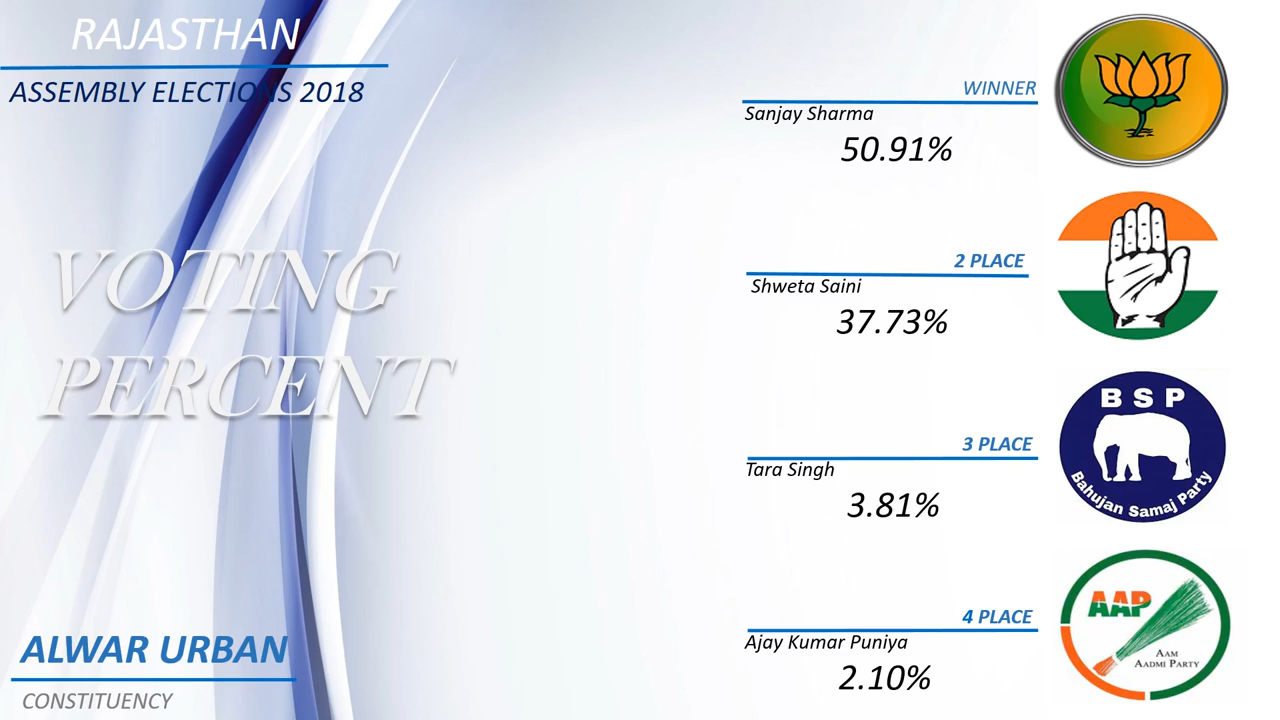 RAJASTHAN
ASSEMBLY ELECTIONS 2018
VOTING
PERCENT
ALWAR URBAN
CONSTITUENCY
WINNER
Sanjay Sharma
50.91%
2 PLACE
Shweta Saini
37.73%
3 PLACE
Tara Singh
3.81%
BSP
Bahujan Samaj Party
4 PLACE
Ajay Kumar Puniya
2.10%
AAP
AAM
AADMI PARTY